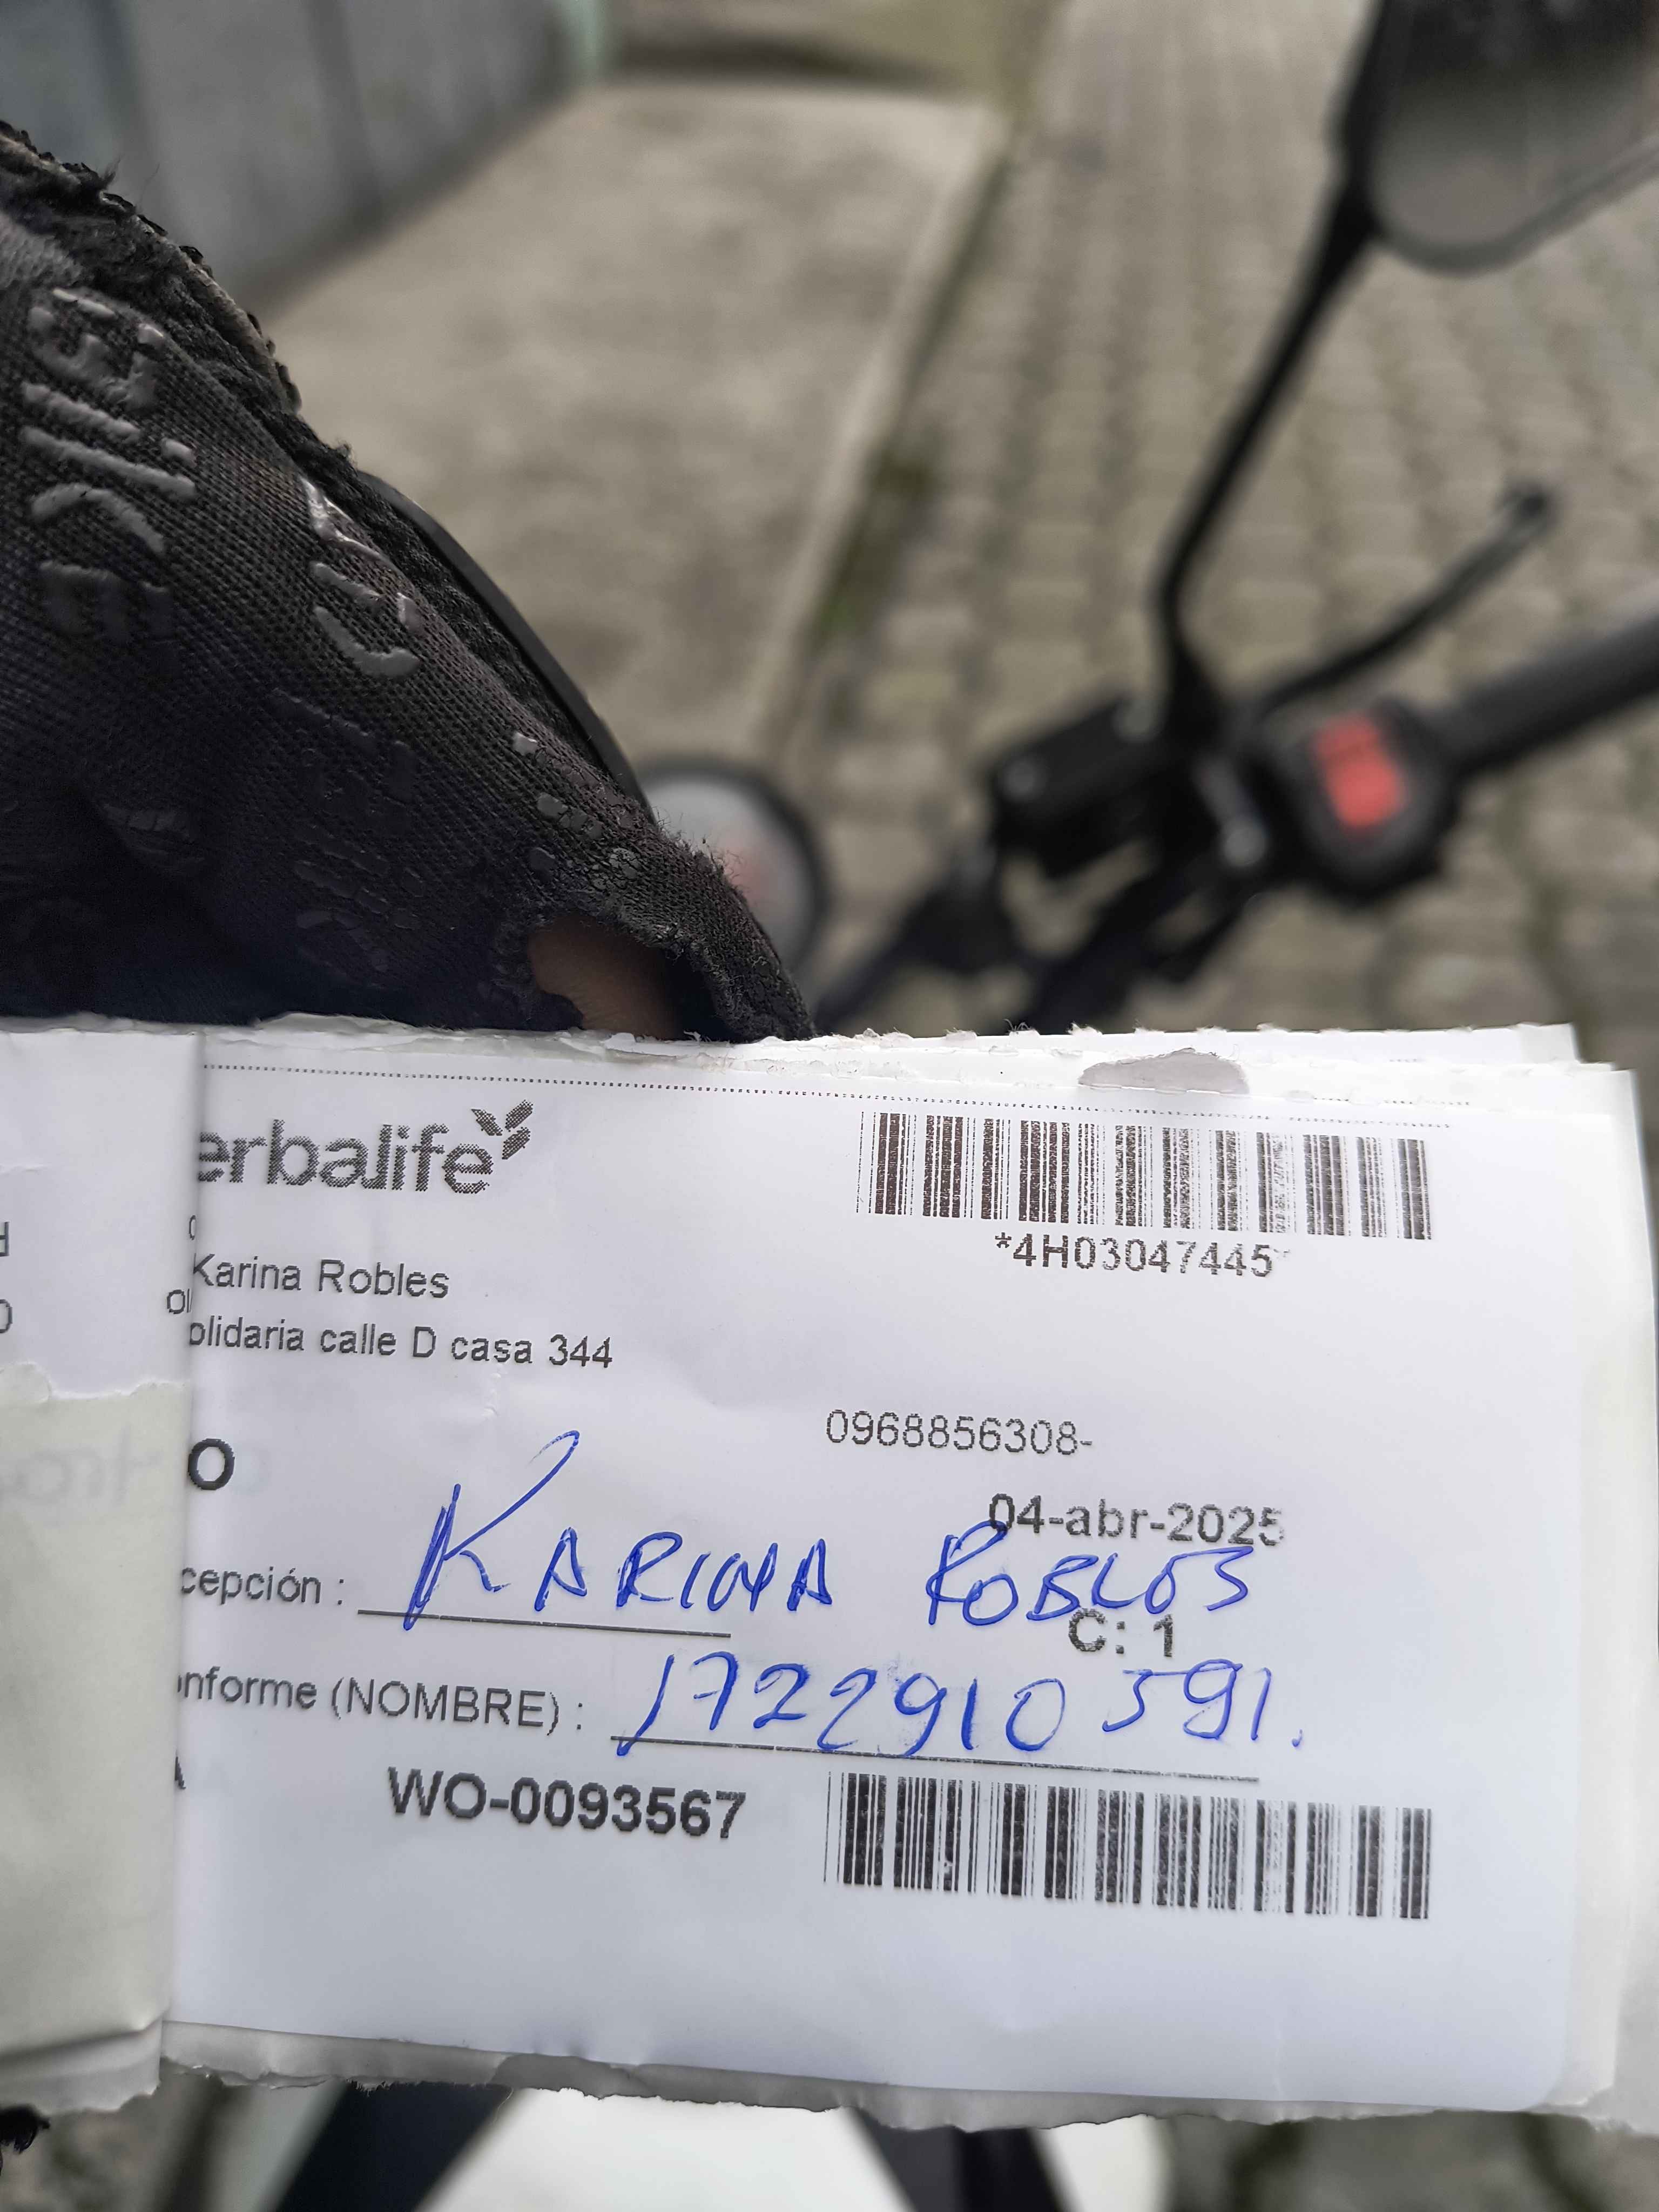 erbalife
*4H03047445*
Karina Robles
olidaria calle D casa 344
0968856308-
O
04-abr-2025
cepción : KARINA ROBLES
C: 1
onforme (NOMBRE) : 1722910591.
WO-0093567